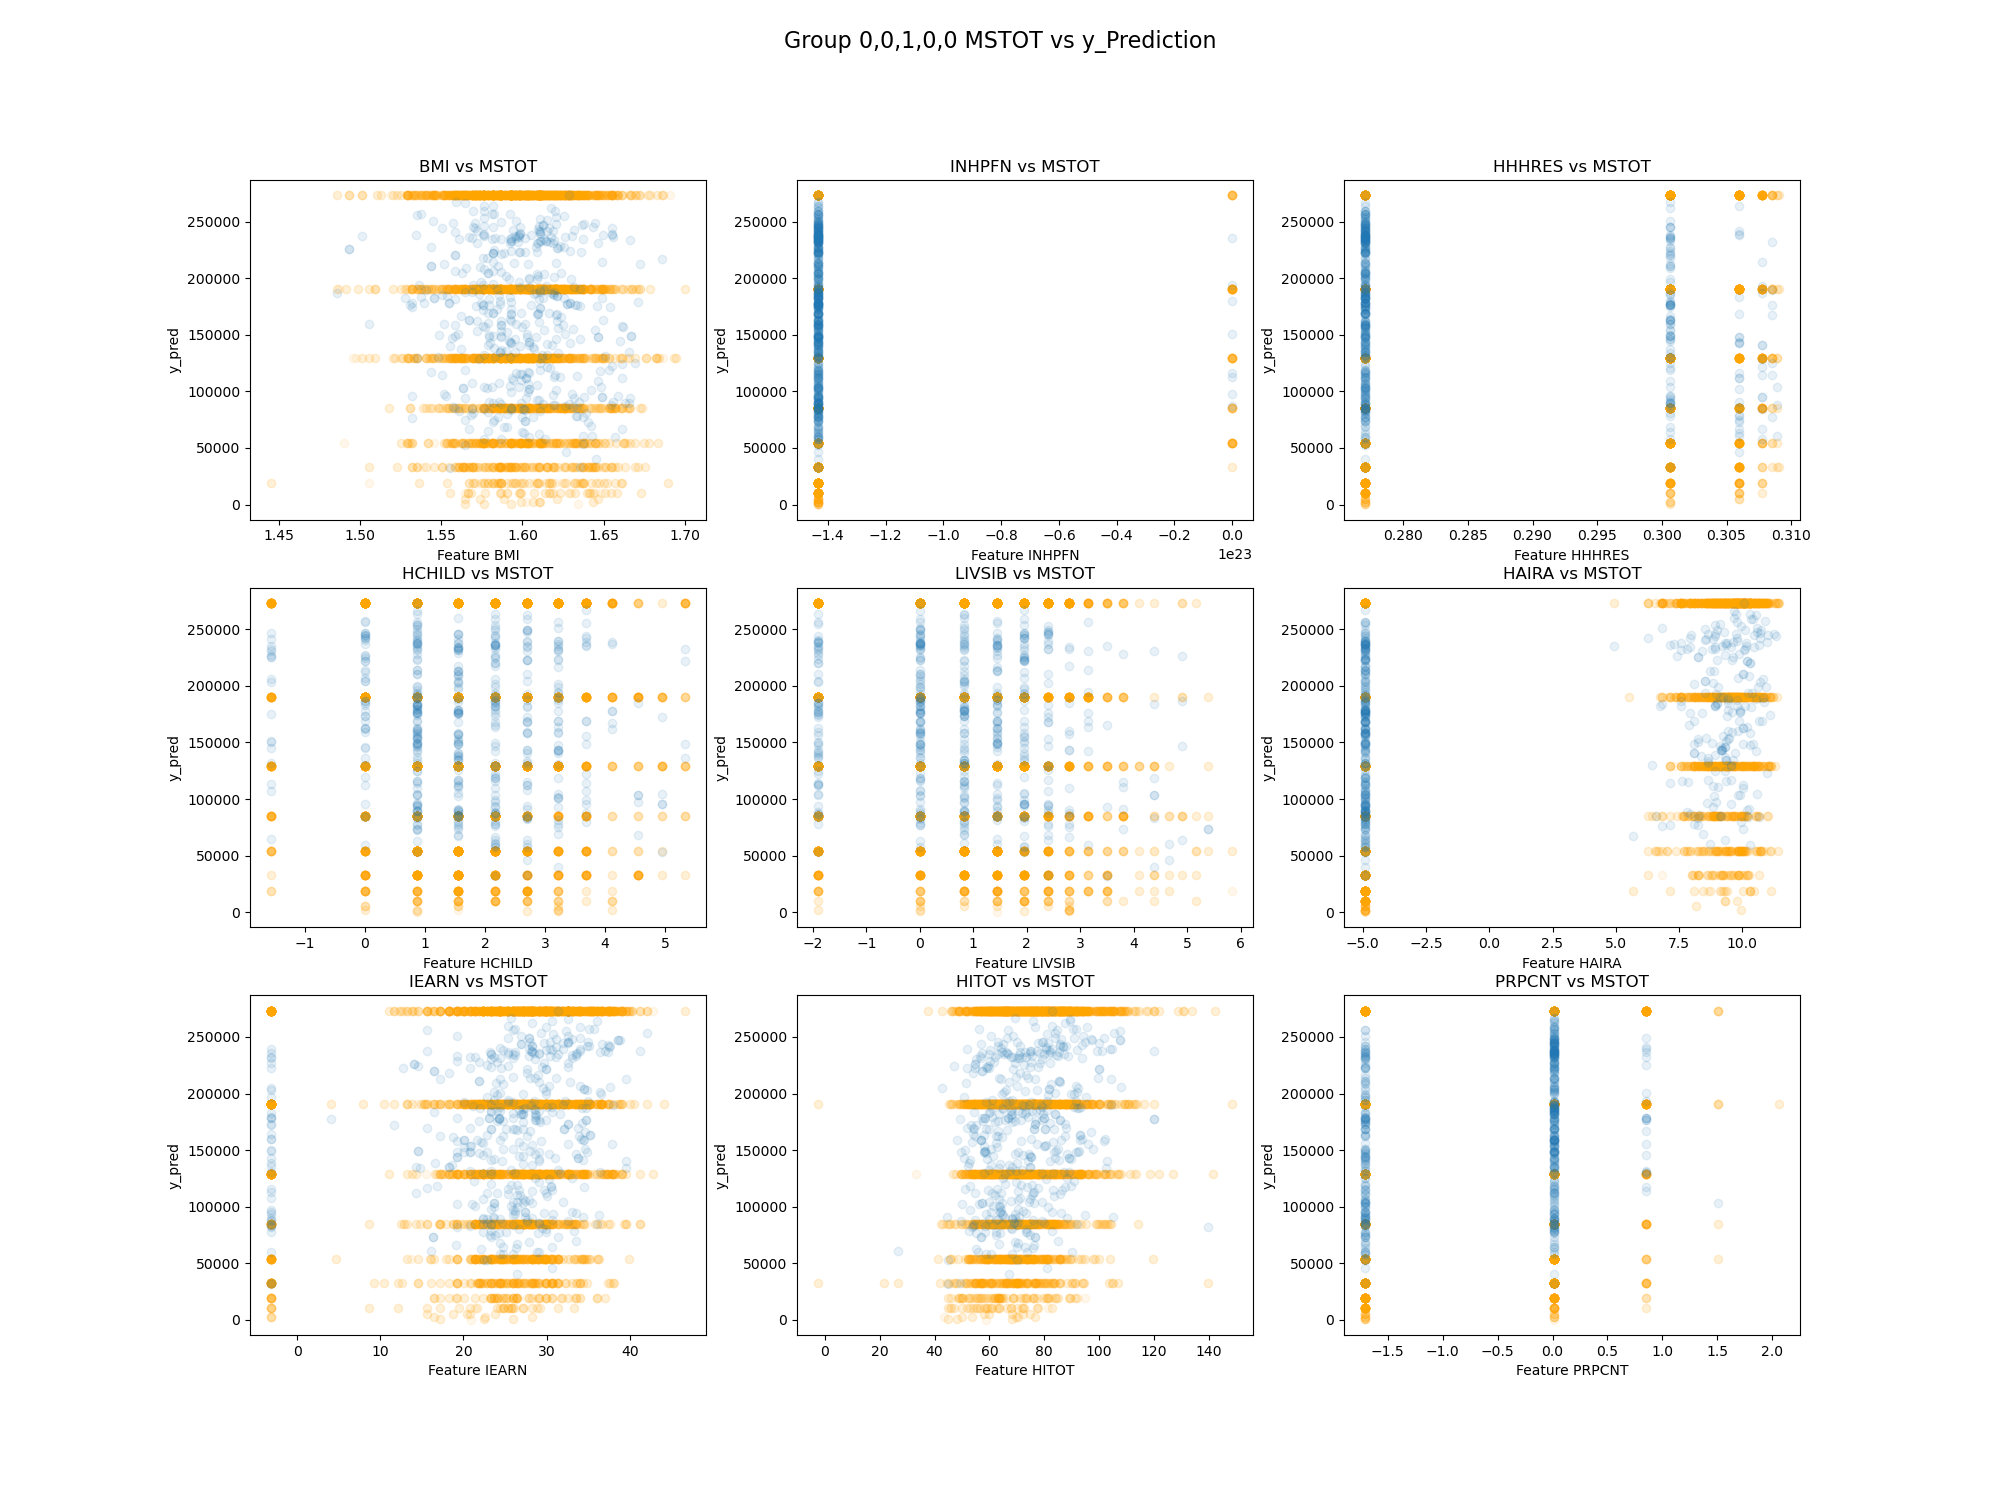 Group 0,0,1,0,0 MSTOT vs y_Prediction
BMI vs MSTOT
y_pred
250000
200000
150000
100000
50000
0
1.45 1.50 1.55 1.60 1.65 1.70
Feature BMI
INHPFN vs MSTOT
y_pred
250000
200000
150000
100000
50000
0
−1.4 −1.2 −1.0 −0.8 −0.6 −0.4 −0.2 0.0
1e23
Feature INHPFN
HHHRES vs MSTOT
y_pred
250000
200000
150000
100000
50000
0
0.280 0.285 0.290 0.295 0.300 0.305 0.310
Feature HHHRES
HCHILD vs MSTOT
y_pred
250000
200000
150000
100000
50000
0
−1 0 1 2 3 4 5
Feature HCHILD
LIVSIB vs MSTOT
y_pred
250000
200000
150000
100000
50000
0
−2 −1 0 1 2 3 4 5 6
Feature LIVSIB
HAIRA vs MSTOT
y_pred
250000
200000
150000
100000
50000
0
−5.0 −2.5 0.0 2.5 5.0 7.5 10.0
Feature HAIRA
IEARN vs MSTOT
y_pred
250000
200000
150000
100000
50000
0
0 10 20 30 40
Feature IEARN
HITOT vs MSTOT
y_pred
250000
200000
150000
100000
50000
0
0 20 40 60 80 100 120 140
Feature HITOT
PRPCNT vs MSTOT
y_pred
250000
200000
150000
100000
50000
0
−1.5 −1.0 −0.5 0.0 0.5 1.0 1.5 2.0
Feature PRPCNT